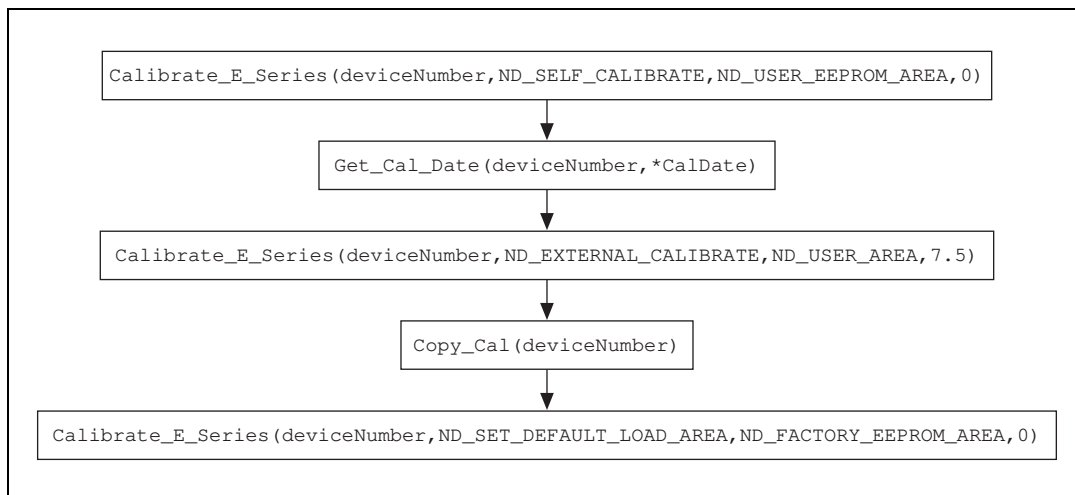 Calibrate_E_Series(deviceNumber,ND_SELF_CALIBRATE,ND_USER_EEPROM_AREA,0)
Get_Cal_Date(deviceNumber,*CalDate)
Calibrate_E_Series(deviceNumber,ND_EXTERNAL_CALIBRATE,ND_USER_AREA,7.5)
Copy_Cal(deviceNumber)
Calibrate_E_Series(deviceNumber,ND_SET_DEFAULT_LOAD_AREA,ND_FACTORY_EEPROM_AREA,0)